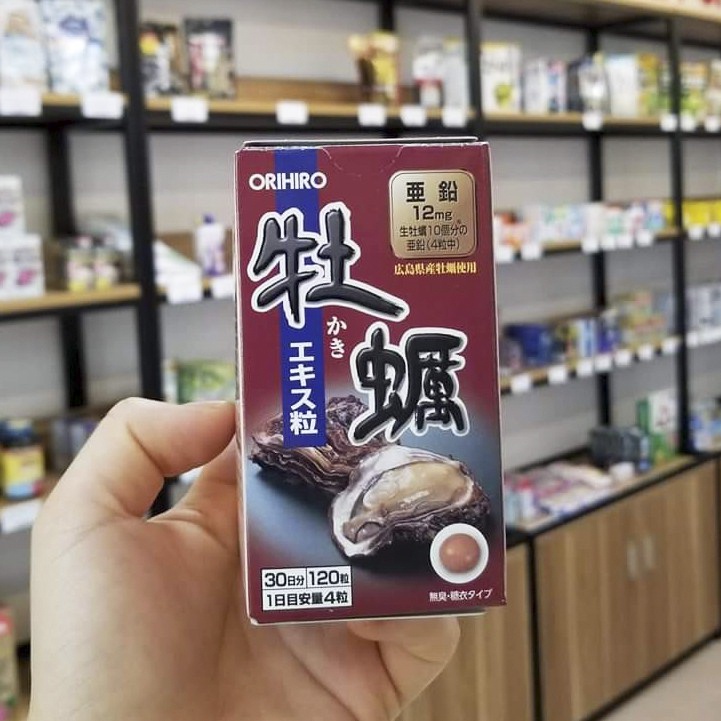 ORIHIRO
亜鉛
12mg
生牡蠣10個分の
亜鉛(4粒中)
広島県産牡蠣使用
牡
かき
蠣
エキス粒
30日分 120粒
1日目安量4粒
無臭・糖衣タイプ